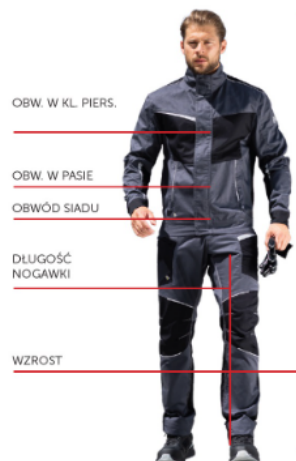 OBW. W KL. PIERS.
OBW. W PASIE
OBWÓD SIADU
DŁUGOŚĆ
NOGAWKI
WZROST